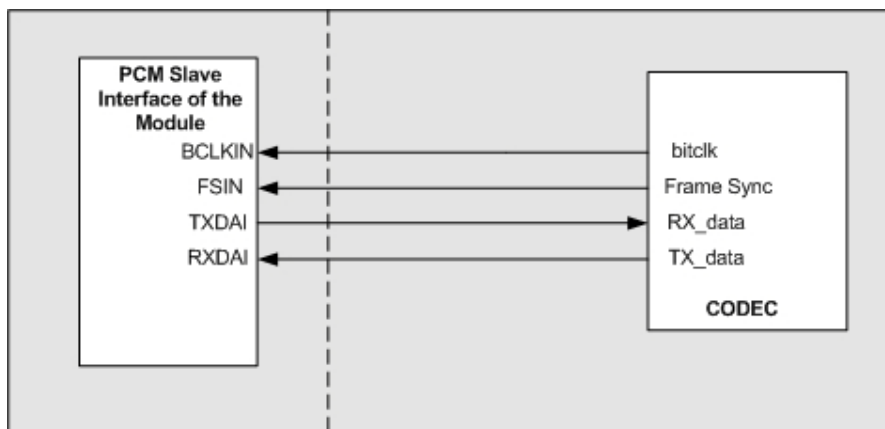 PCM Slave
Interface of the
Module
BCLKIN
bitclk
FSIN
Frame Sync
TXDAI
RX_data
RXDAI
TX_data
CODEC